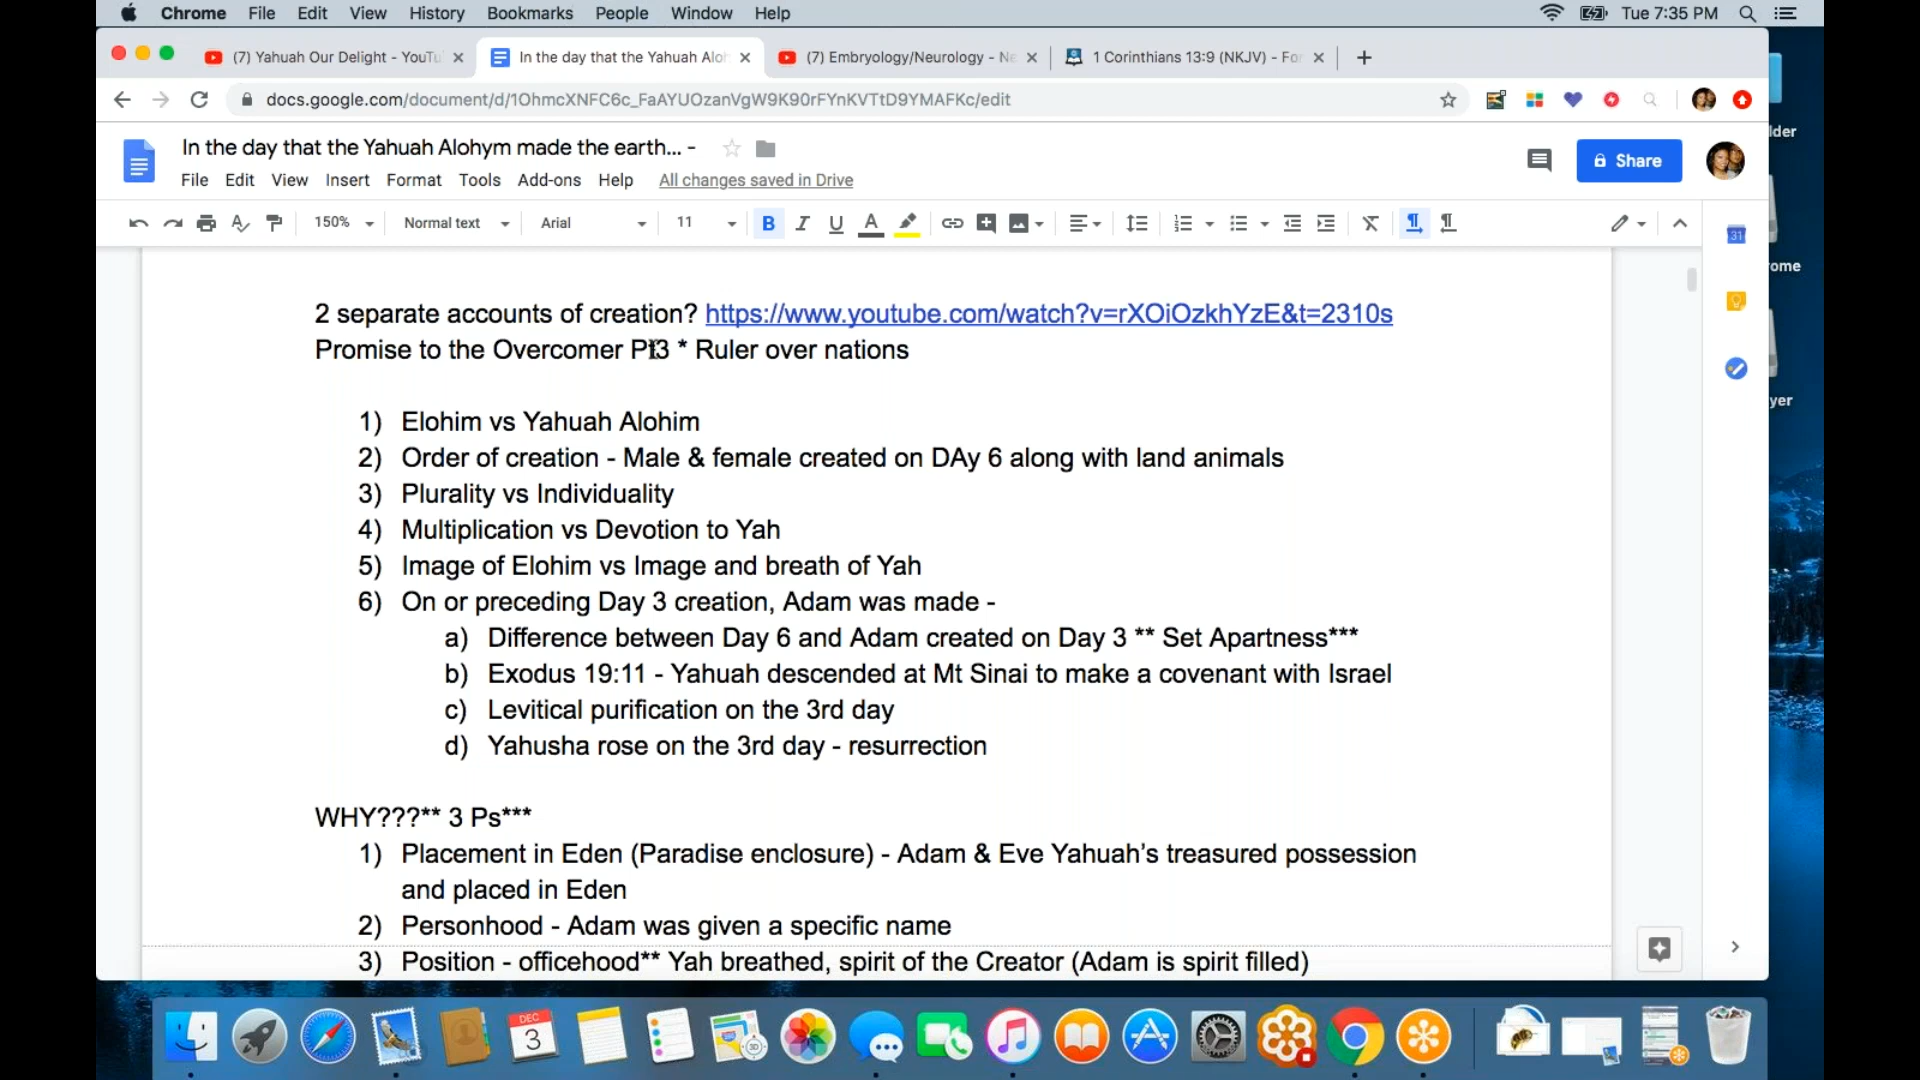 Chrome File Edit View History Bookmarks People Window Help Tue 7:35 PM
(7) Yahuah Our Delight - YouTu
In the day that the Yahuah Aloh
(7) Embryology/Neurology - Ne
1 Corinthians 13:9 (NKJV) - Fo
docs.google.com/document/d/1OhmcXNFC6c_FaAYUOzanVgW9K90rFYnKVTtD9YMAFKc/edit
lder
In the day that the Yahuah Alohym made the earth... -
Share
File Edit View Insert Format Tools Add-ons Help All changes saved in Drive
150% Normal text Arial 11 B I U A
31
ome
yer
2 separate accounts of creation? https://www.youtube.com/watch?v=rXOiOzkhYzE&t=2310s
Promise to the Overcomer Pt3 * Ruler over nations
1) Elohim vs Yahuah Alohim
2) Order of creation - Male & female created on DAy 6 along with land animals
3) Plurality vs Individuality
4) Multiplication vs Devotion to Yah
5) Image of Elohim vs Image and breath of Yah
6) On or preceding Day 3 creation, Adam was made -
a) Difference between Day 6 and Adam created on Day 3 ** Set Apartness***
b) Exodus 19:11 - Yahuah descended at Mt Sinai to make a covenant with Israel
c) Levitical purification on the 3rd day
d) Yahusha rose on the 3rd day - resurrection
WHY???** 3 Ps***
1) Placement in Eden (Paradise enclosure) - Adam & Eve Yahuah’s treasured possession
and placed in Eden
2) Personhood - Adam was given a specific name
3) Position - officehood** Yah breathed, spirit of the Creator (Adam is spirit filled)
DEC
3
3D